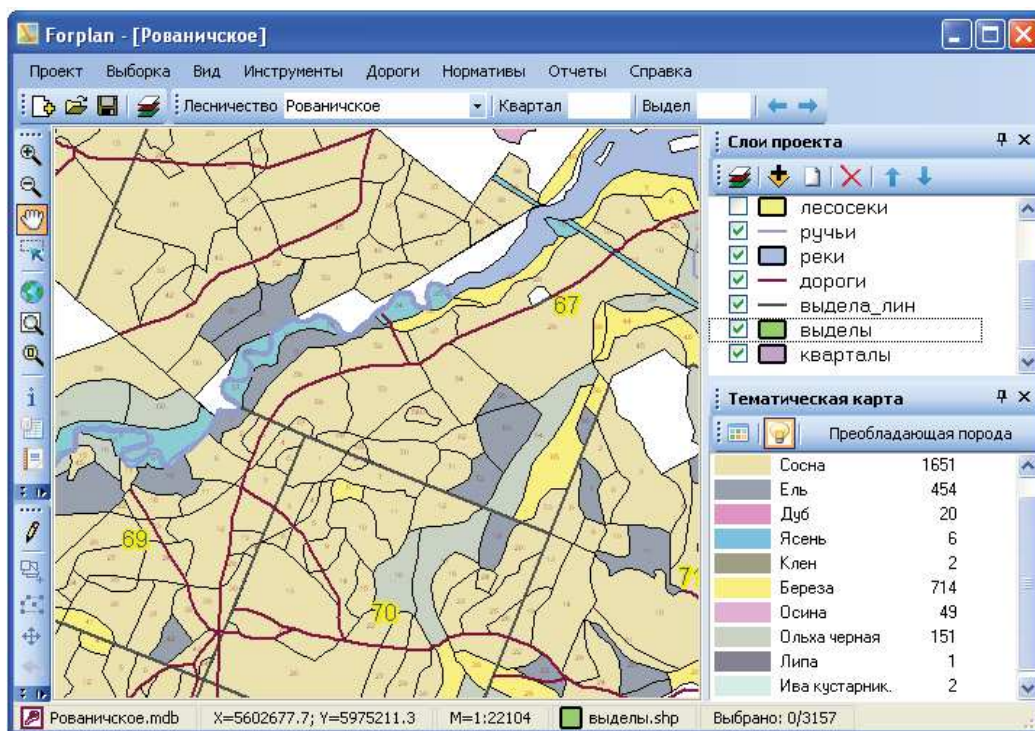 Forplan - [Рованичское]
Проект Выборка Вид Инструменты Дороги Нормативы Отчеты Справка
Лесничество Рованичское Квартал Выдел
Слои проекта
лесосеки
ручьи
реки
дороги
выдела_лин
выделы
кварталы
67
69
70
71
Тематическая карта
Преобладающая порода
Сосна 1651
Ель 454
Дуб 20
Ясень 6
Клен 2
Береза 714
Осина 49
Ольха черная 151
Липа 1
Ива кустарник. 2
Рованичское.mdb X=5602677.7; Y=5975211.3 M=1:22104 выделы.shp Выбрано: 0/3157